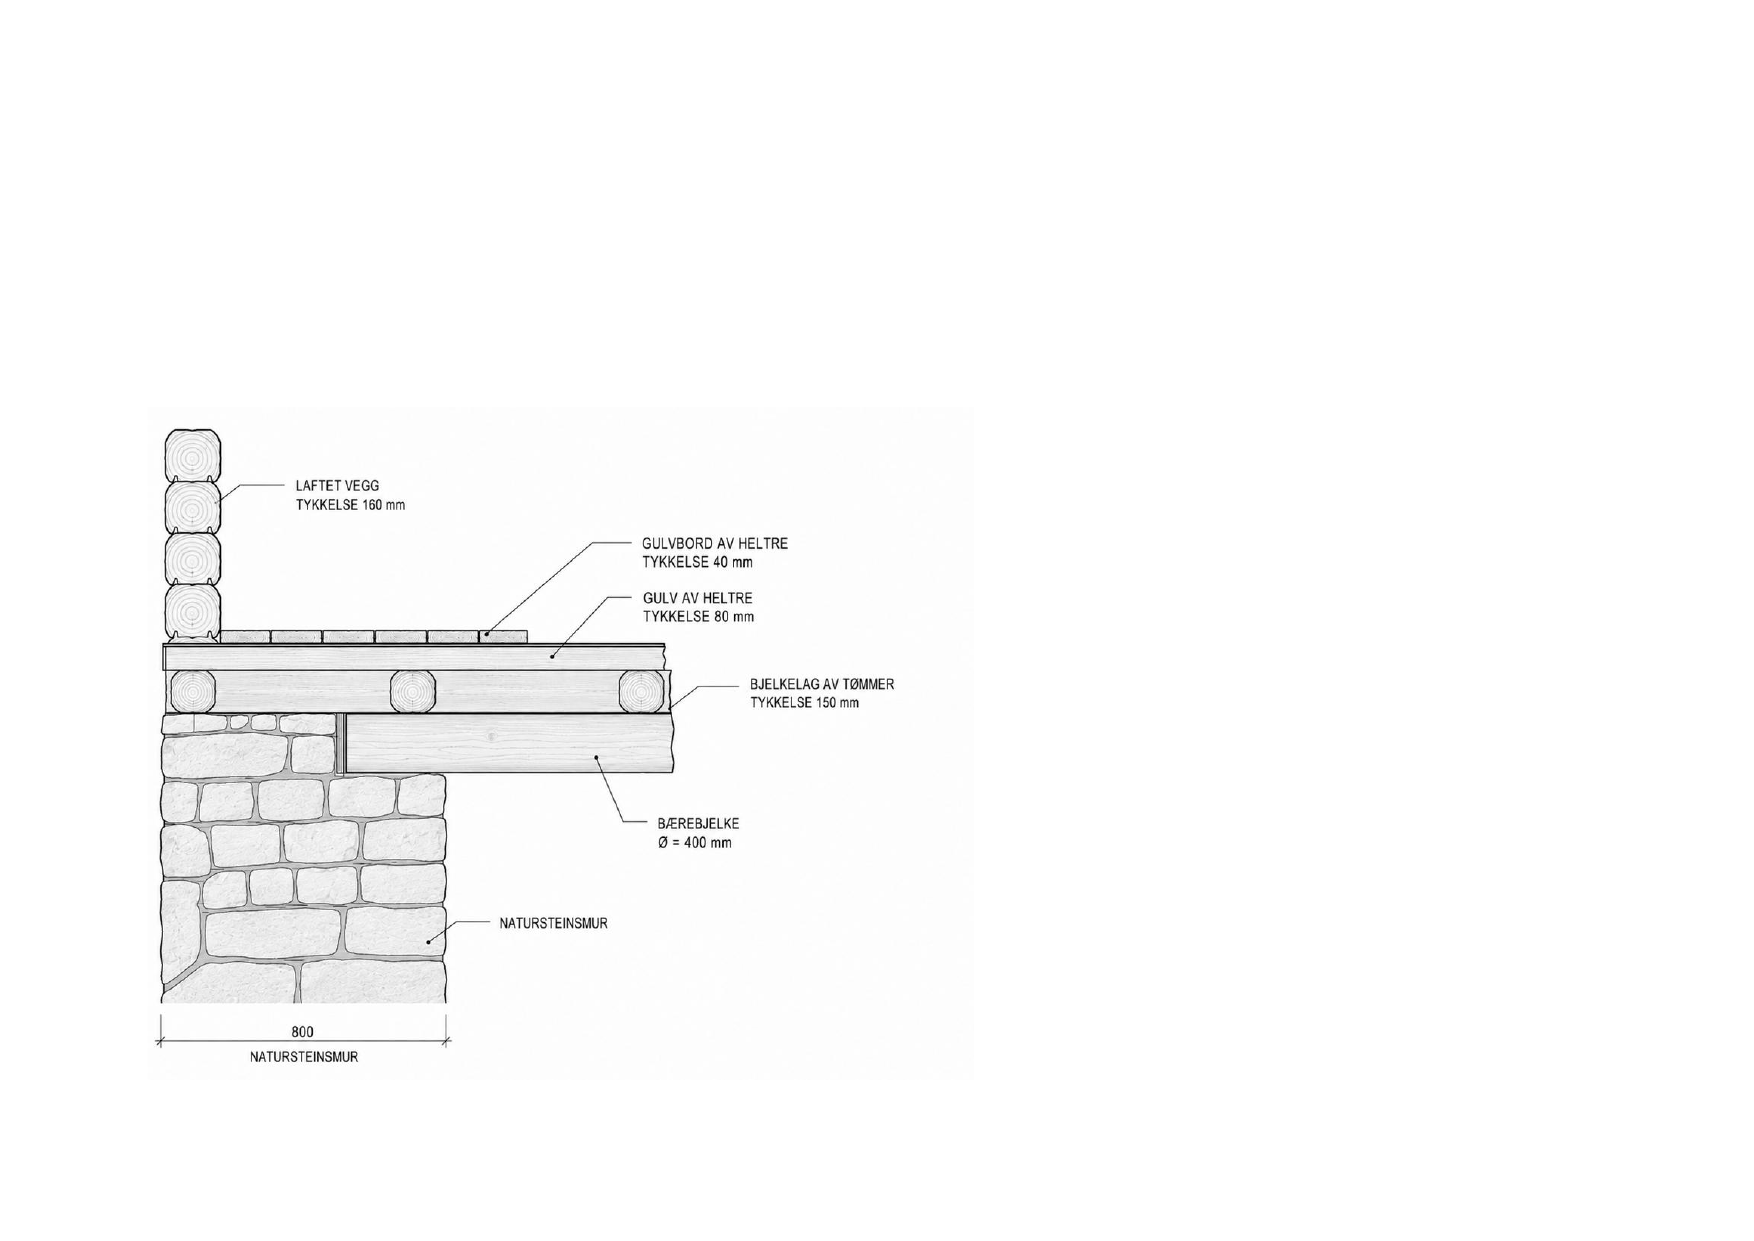 LAFTET VEGG
TYKKELSE 160 mm
GULVBORD AV HELTRE
TYKKELSE 40 mm
GULV AV HELTRE
TYKKELSE 80 mm
BJELKELAG AV TØMMER
TYKKELSE 150 mm
BÆREBJELKE
Ø = 400 mm
NATURSTEINSMUR
800
NATURSTEINSMUR